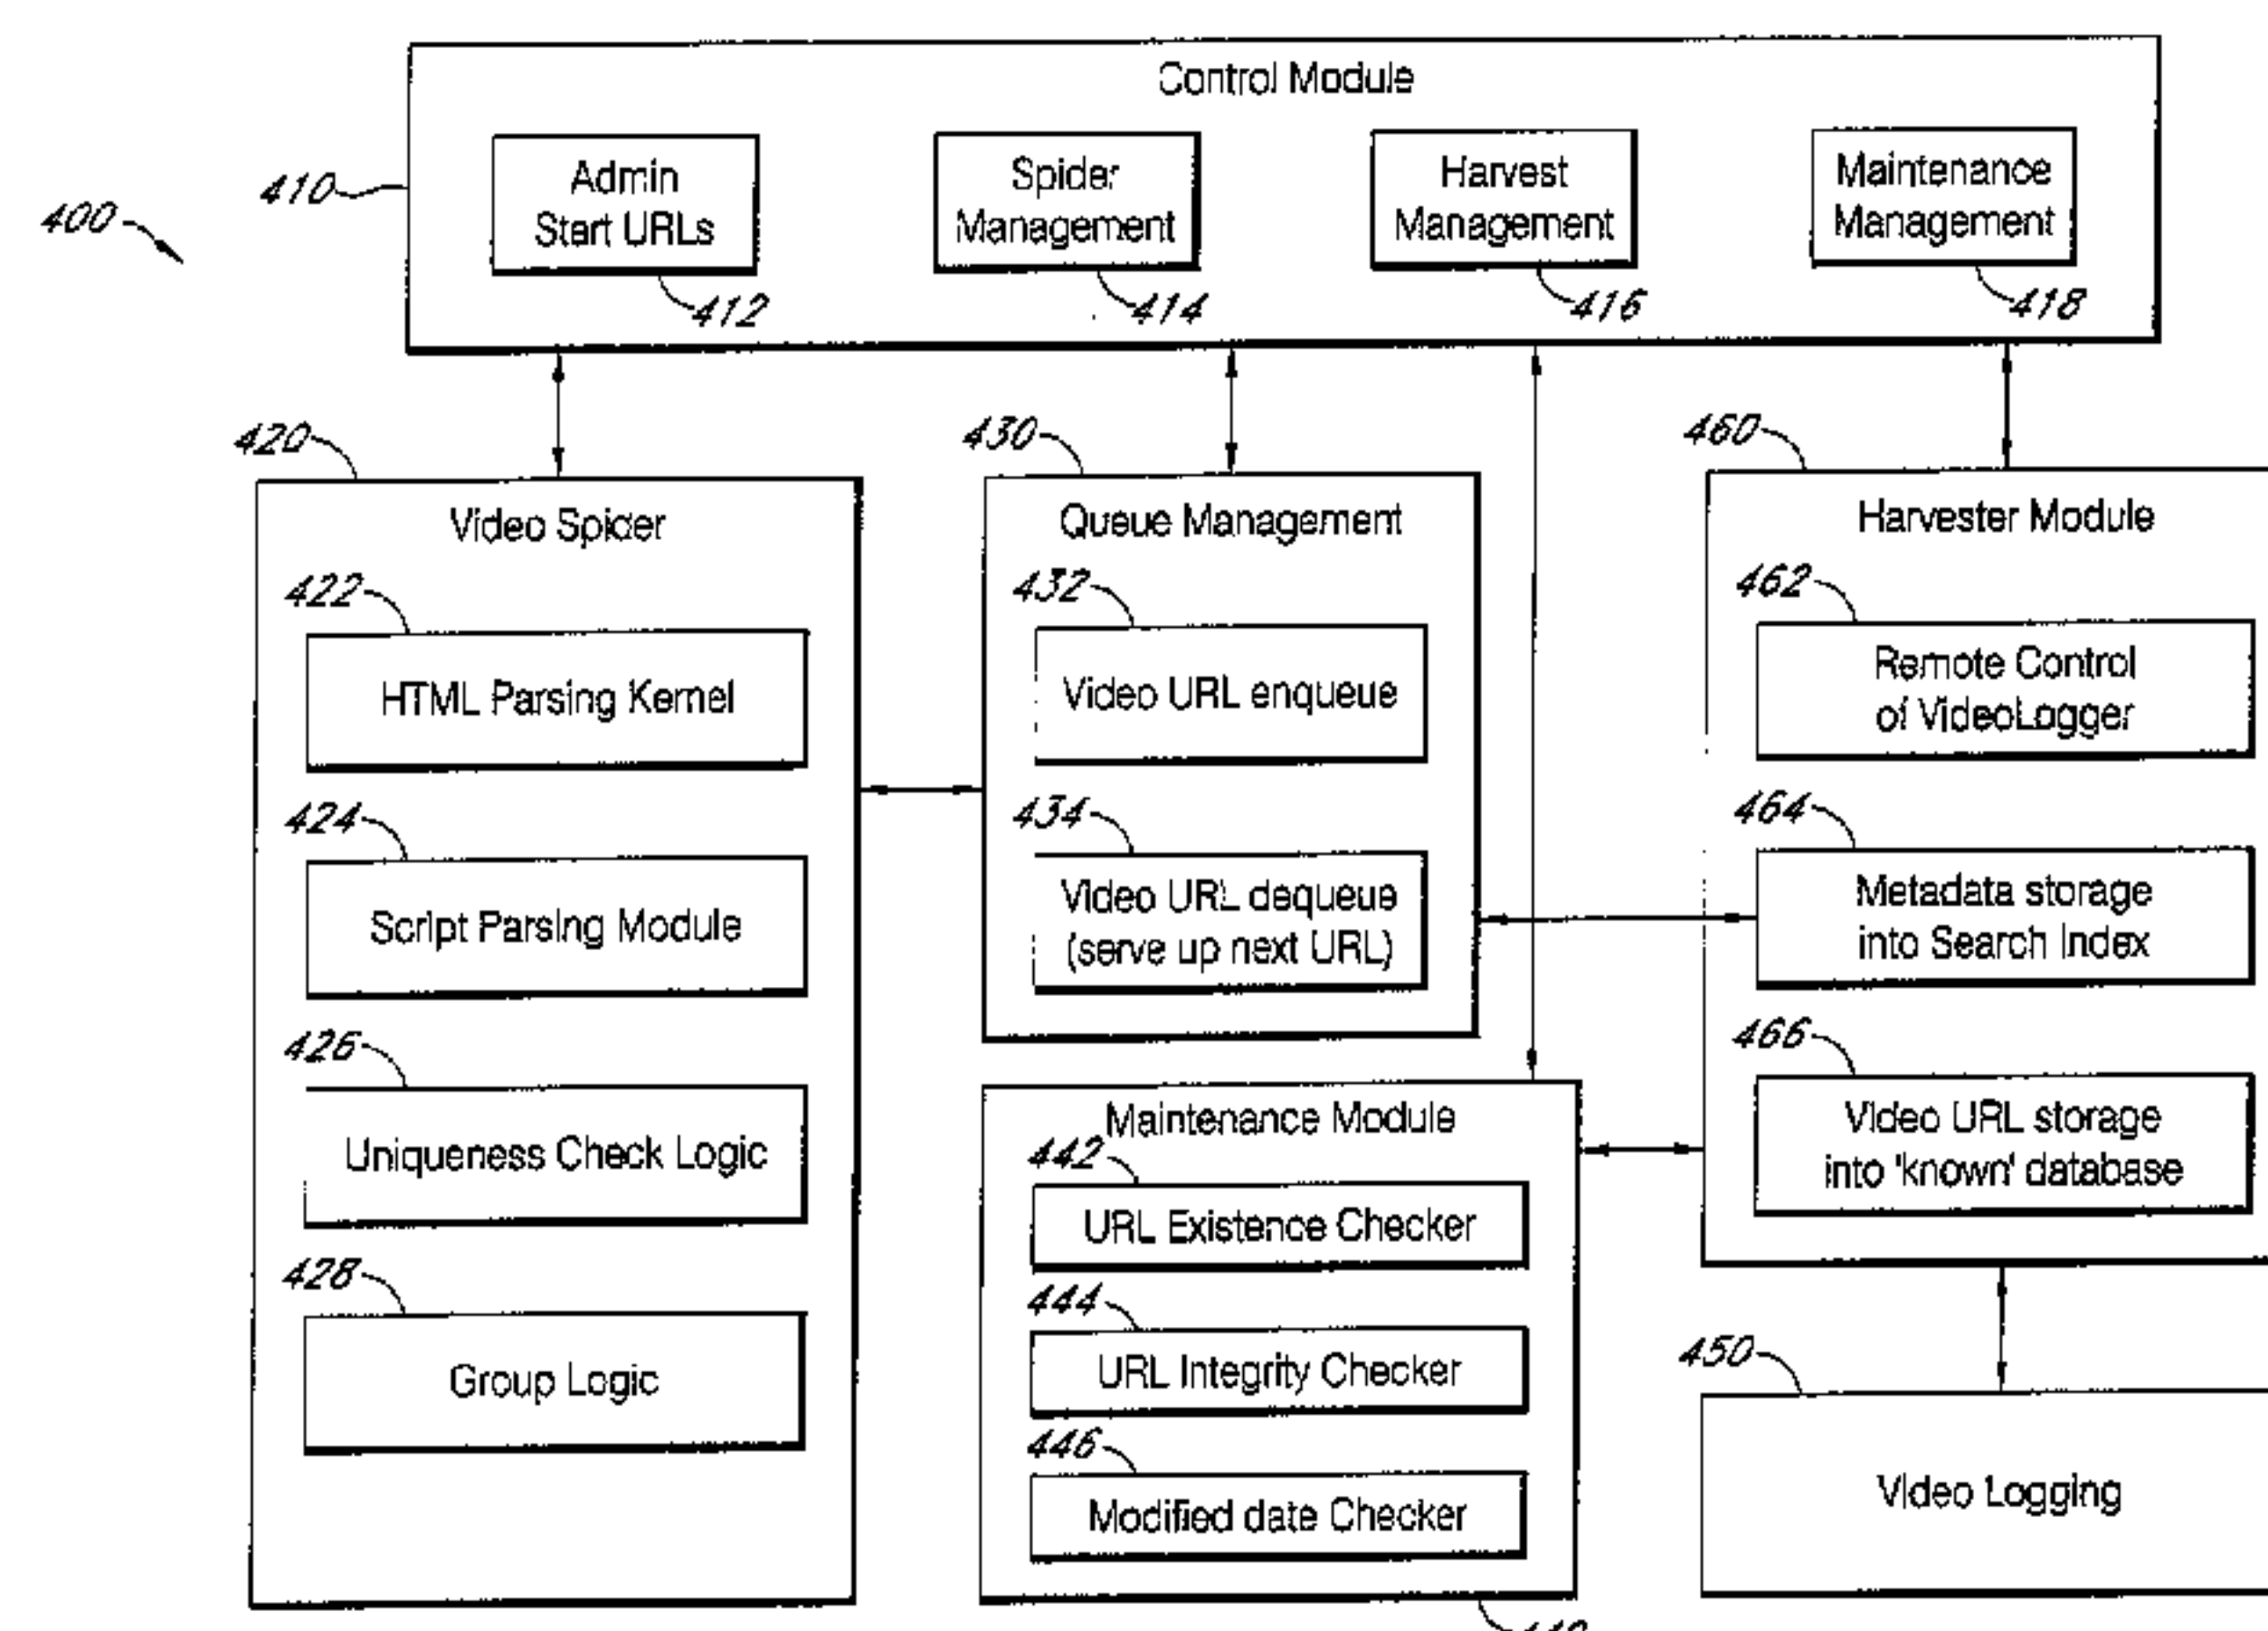 Control Module
Admin
Start URLs
Spider
Management
Harvest
Management
Maintenance
Management
410
400
412
414
416
418
420
430
460
Video Spider
Queue Management
Harvester Module
422
432
462
HTML Parsing Kernel
Video URL enqueue
Remote Control
of VideoLogger
424
434
464
Script Parsing Module
Video URL dequeue
(serve up next URL)
Metadata storage
into Search Index
426
466
Uniqueness Check Logic
Maintenance Module
Video URL storage
into 'known' database
442
URL Existence Checker
428
444
Group Logic
URL Integrity Checker
450
446
Modified date Checker
Video Logging